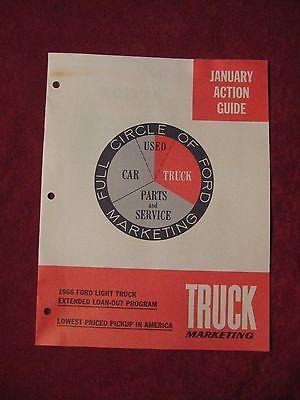 JANUARY
ACTION
GUIDE
FULL CIRCLE OF FORD
MARKETING
USED
CAR
TRUCK
PARTS
and
SERVICE
1966 FORD LIGHT TRUCK
EXTENDED LOAN-OUT PROGRAM
LOWEST PRICED PICKUP IN AMERICA
TRUCK
MARKETING